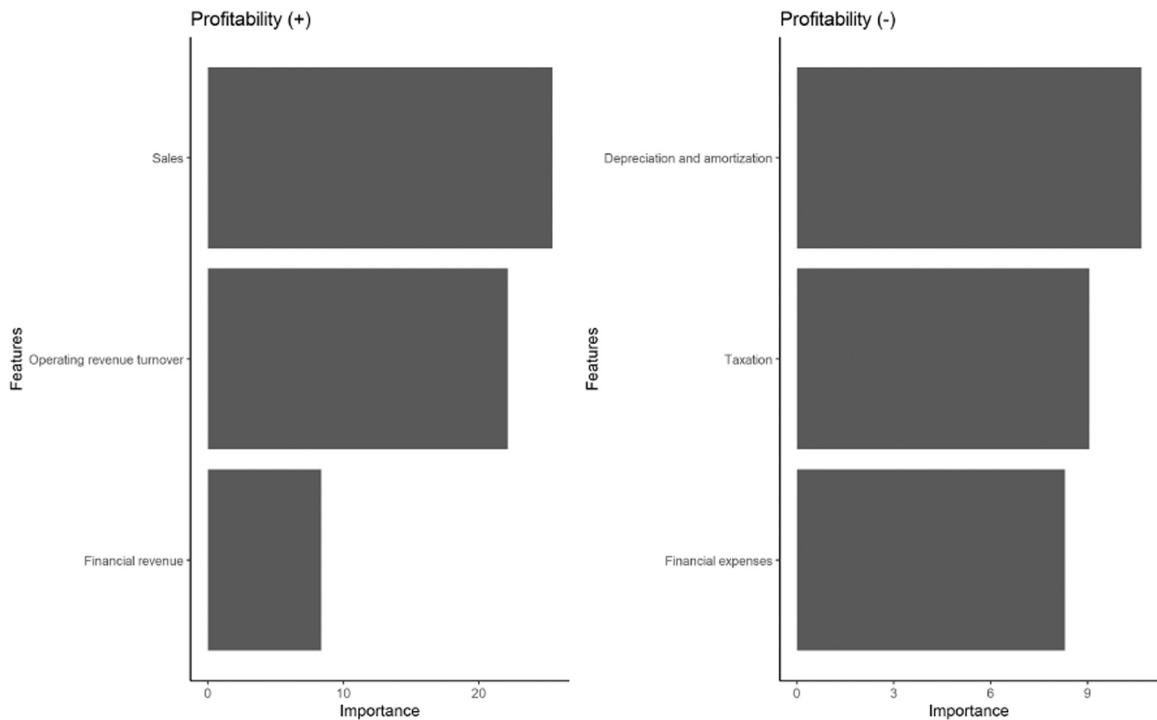 Profitability (+)
Features
Sales
Operating revenue turnover
Financial revenue
0 10 20
Importance
Profitability (-)
Features
Depreciation and amortization
Taxation
Financial expenses
0 3 6 9
Importance